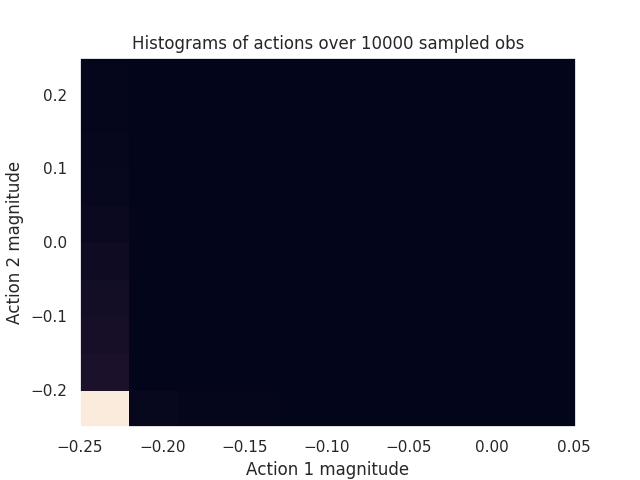 Histograms of actions over 10000 sampled obs
0.2
0.1
0.0
−0.1
−0.2
Action 2 magnitude
−0.25 −0.20 −0.15 −0.10 −0.05 0.00 0.05
Action 1 magnitude